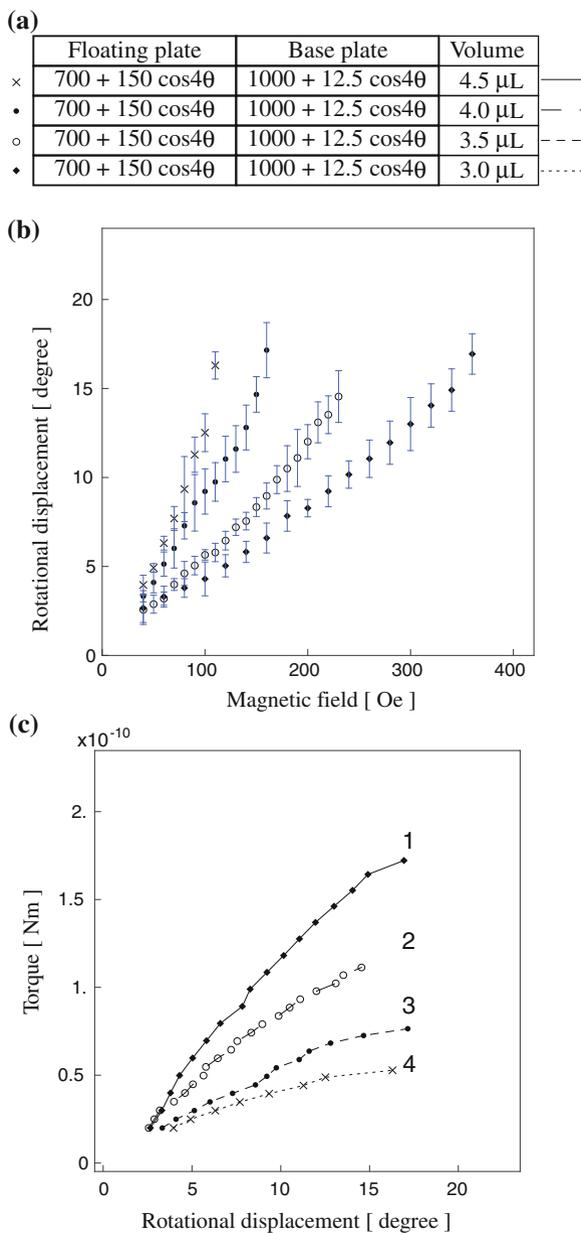 (a)
Floating plate Base plate Volume
× 700 + 150 cos4θ 1000 + 12.5 cos4θ 4.5 μL
● 700 + 150 cos4θ 1000 + 12.5 cos4θ 4.0 μL
○ 700 + 150 cos4θ 1000 + 12.5 cos4θ 3.5 μL
◆ 700 + 150 cos4θ 1000 + 12.5 cos4θ 3.0 μL
(b)
Rotational displacement [ degree ]
20
15
10
5
0
0 100 200 300 400
Magnetic field [ Oe ]
(c)
x10-10
Torque [ Nm ]
2.
1.5
1.
0.5
0
1
2
3
4
0 5 10 15 20
Rotational displacement [ degree ]